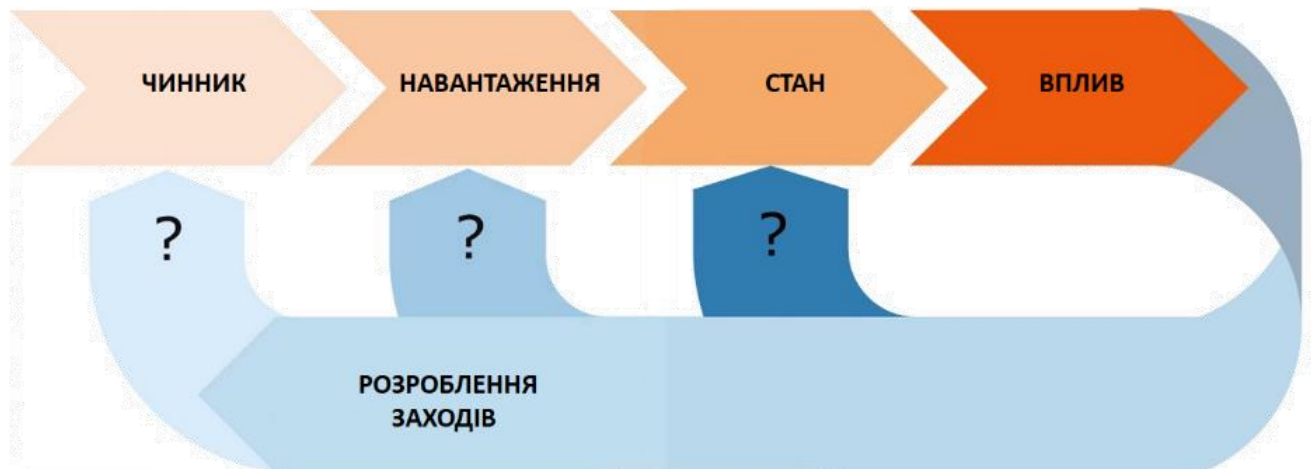 ЧИННИК
НАВАНТАЖЕННЯ
СТАН
ВПЛИВ
?
?
?
РОЗРОБЛЕННЯ
ЗАХОДІВ